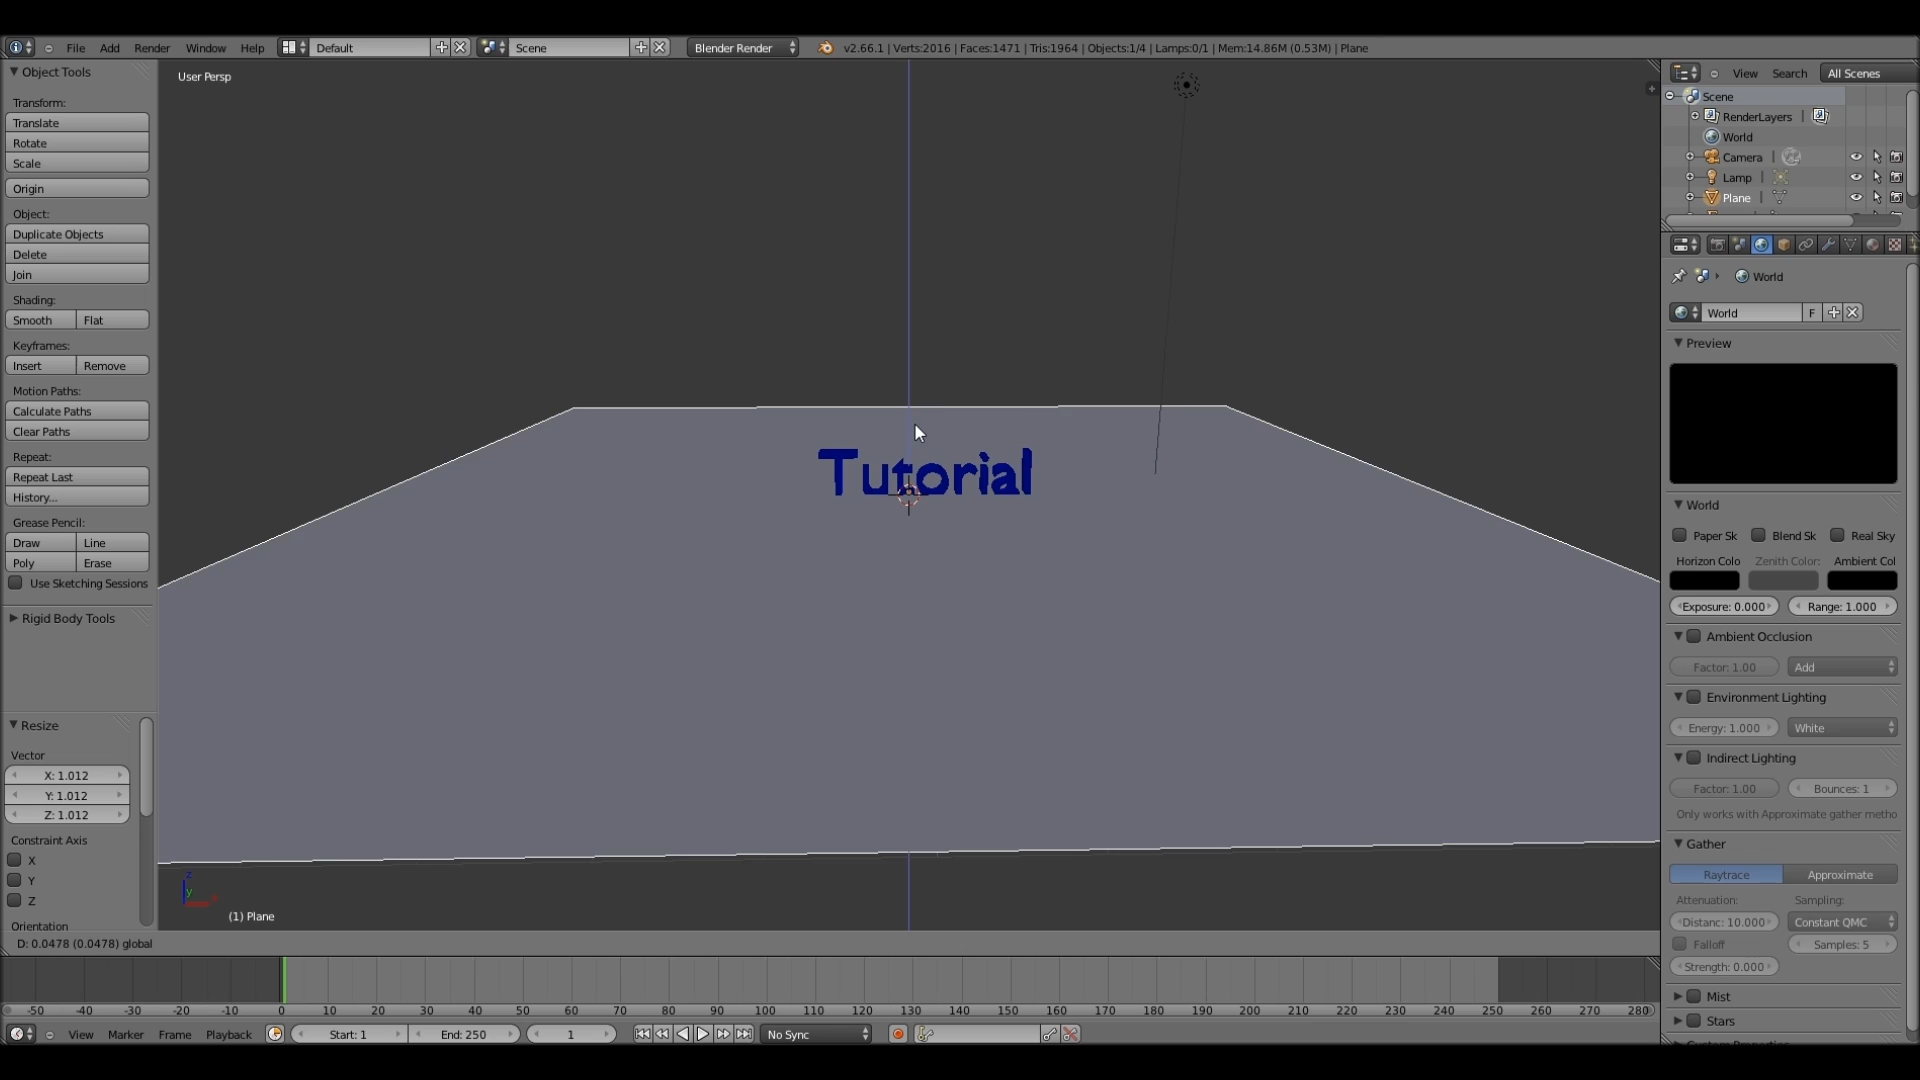 File Add Render Window Help Default Scene Blender Render v2.66.1 | Verts:2016 | Faces:1471 | Tris:1964 | Objects:1/4 | Lamps:0/1 | Mem:14.86M (0.53M) | Plane
Object Tools
Transform:
Translate
Rotate
Scale
Origin
Object:
Duplicate Objects
Delete
Join
Shading:
Smooth Flat
Keyframes:
Insert Remove
Motion Paths:
Calculate Paths
Clear Paths
Repeat:
Repeat Last
History...
Grease Pencil:
Draw Line
Poly Erase
Use Sketching Sessions
Rigid Body Tools
Resize
Vector
X: 1.012
Y: 1.012
Z: 1.012
Constraint Axis
X
Y
Z
Orientation
User Persp
Tutorial
z
y
(1) Plane
D: 0.0478 (0.0478) global
View Search All Scenes
Scene
RenderLayers
World
Camera
Lamp
Plane
World
World F
Preview
World
Paper Sk Blend Sk Real Sky
Horizon Colo Zenith Color: Ambient Col
Exposure: 0.000 Range: 1.000
Ambient Occlusion
Factor: 1.00 Add
Environment Lighting
Energy: 1.000 White
Indirect Lighting
Factor: 1.00 Bounces: 1
Only works with Approximate gather metho
Gather
Raytrace Approximate
Attenuation: Sampling:
Distanc: 10.000 Constant QMC
Falloff Samples: 5
Strength: 0.000
Mist
Stars
-50 -40 -30 -20 -10 0 10 20 30 40 50 60 70 80 90 100 110 120 130 140 150 160 170 180 190 200 210 220 230 240 250 260 270 280
View Marker Frame Playback Start: 1 End: 250 1 No Sync